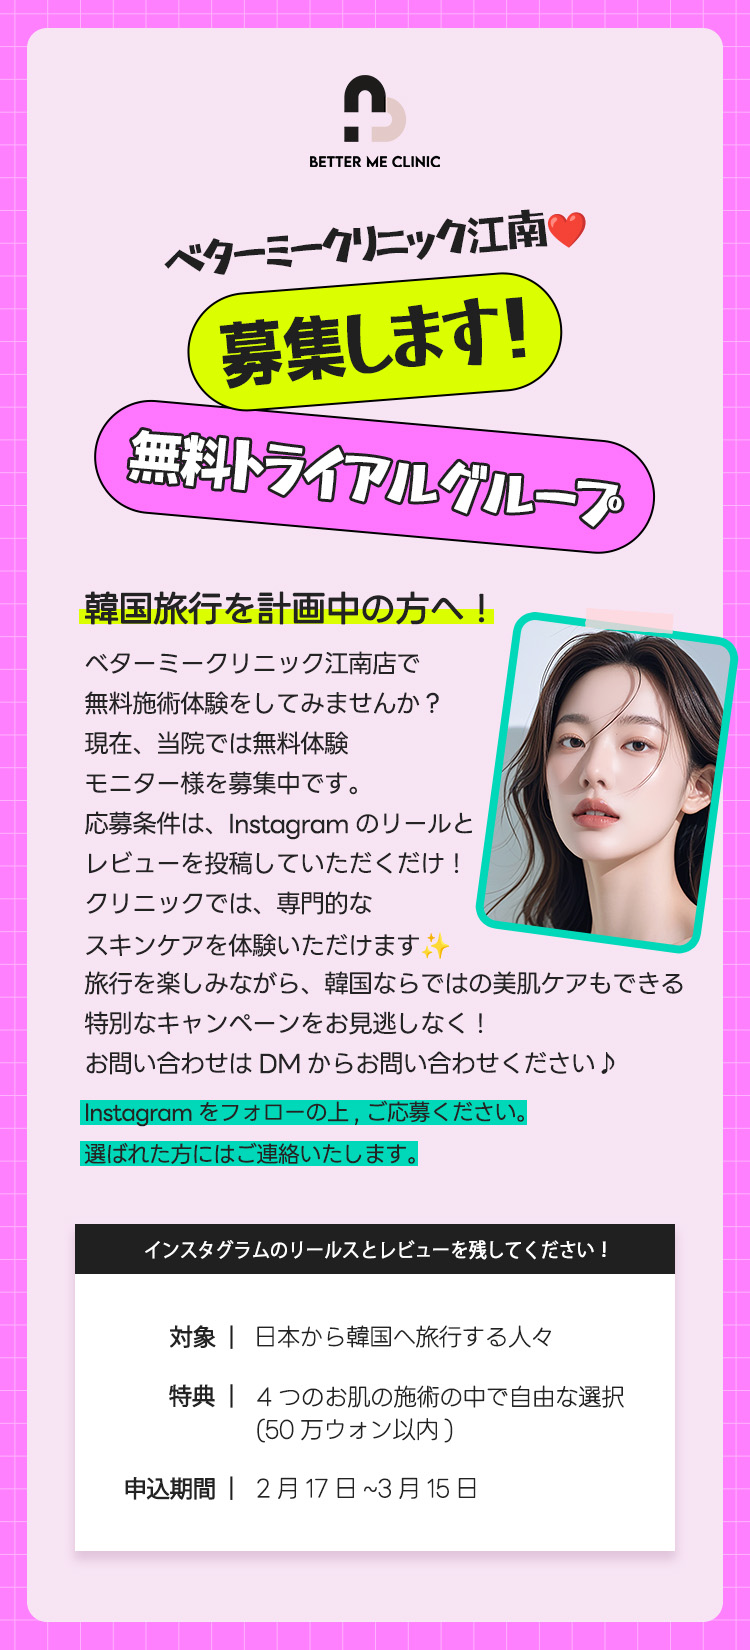 BETTER ME CLINIC
ベターミークリニック江南❤️
募集します!
無料トライアルグループ
韓国旅行を計画中の方へ！
ベターミークリニック江南店で
無料施術体験をしてみませんか？
現在、当院では無料体験
モニター様を募集中です。
応募条件は、Instagram のリールと
レビューを投稿していただくだけ！
クリニックでは、専門的な
スキンケアを体験いただけます✨
旅行を楽しみながら、韓国ならではの美肌ケアもできる
特別なキャンペーンをお見逃しなく！
お問い合わせは DM からお問い合わせください♪
Instagram をフォローの上 , ご応募ください。
選ばれた方にはご連絡いたします。
インスタグラムのリールスとレビューを残してください！
対象 | 日本から韓国へ旅行する人々
特典 | 4 つのお肌の施術の中で自由な選択
(50 万ウォン以内 )
申込期間 | 2 月 17 日 ~3 月 15 日